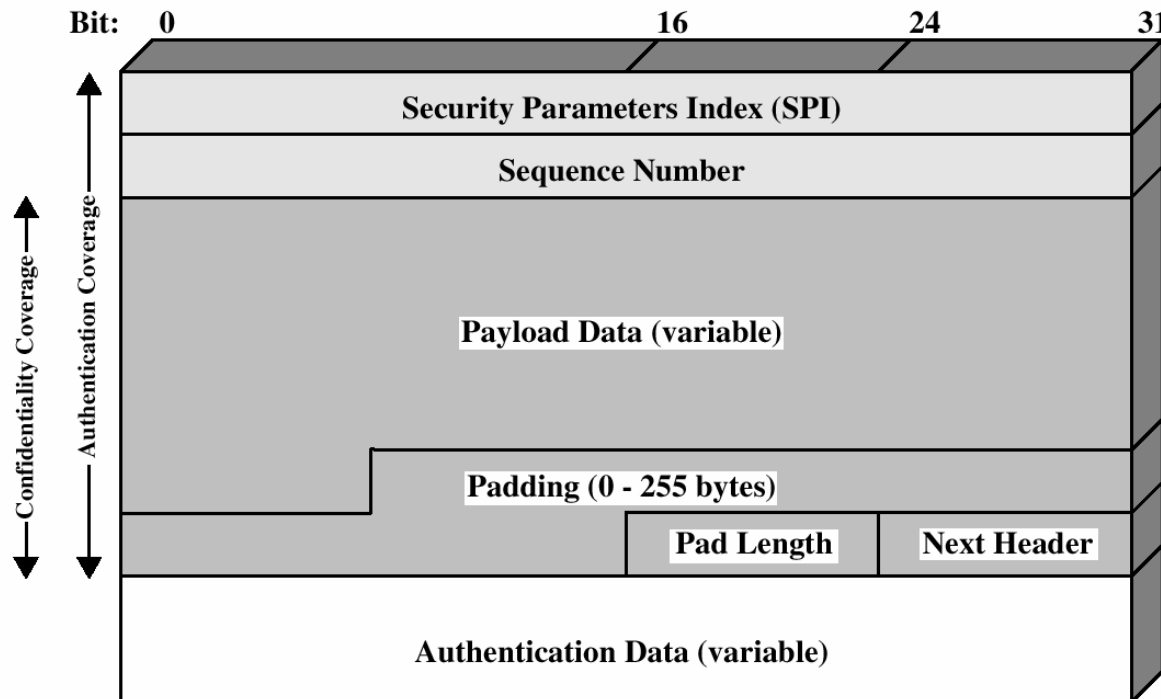 Bit: 0 16 24 31
Security Parameters Index (SPI)
Sequence Number
Payload Data (variable)
Padding (0 - 255 bytes)
Pad Length
Next Header
Authentication Data (variable)
Confidentiality Coverage
Authentication Coverage